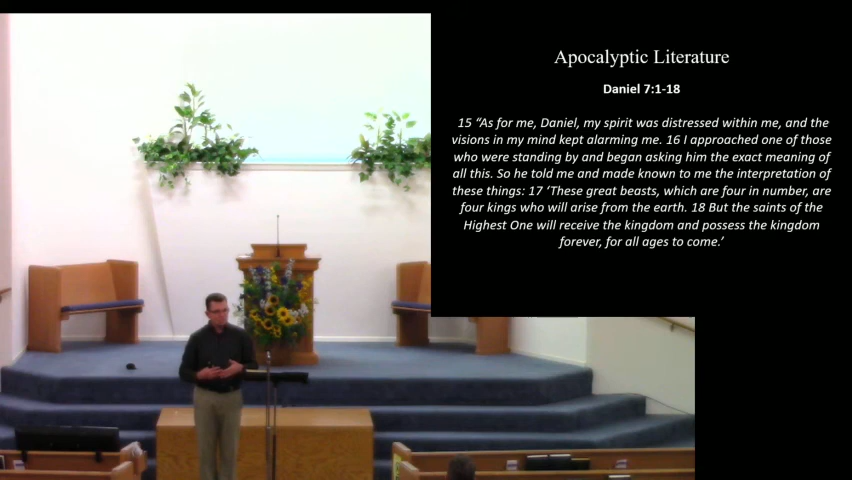 Apocalyptic Literature
Daniel 7:1-18
15 “As for me, Daniel, my spirit was distressed within me, and the
visions in my mind kept alarming me. 16 I approached one of those
who were standing by and began asking him the exact meaning of
all this. So he told me and made known to me the interpretation of
these things: 17 ‘These great beasts, which are four in number, are
four kings who will arise from the earth. 18 But the saints of the
Highest One will receive the kingdom and possess the kingdom
forever, for all ages to come.’